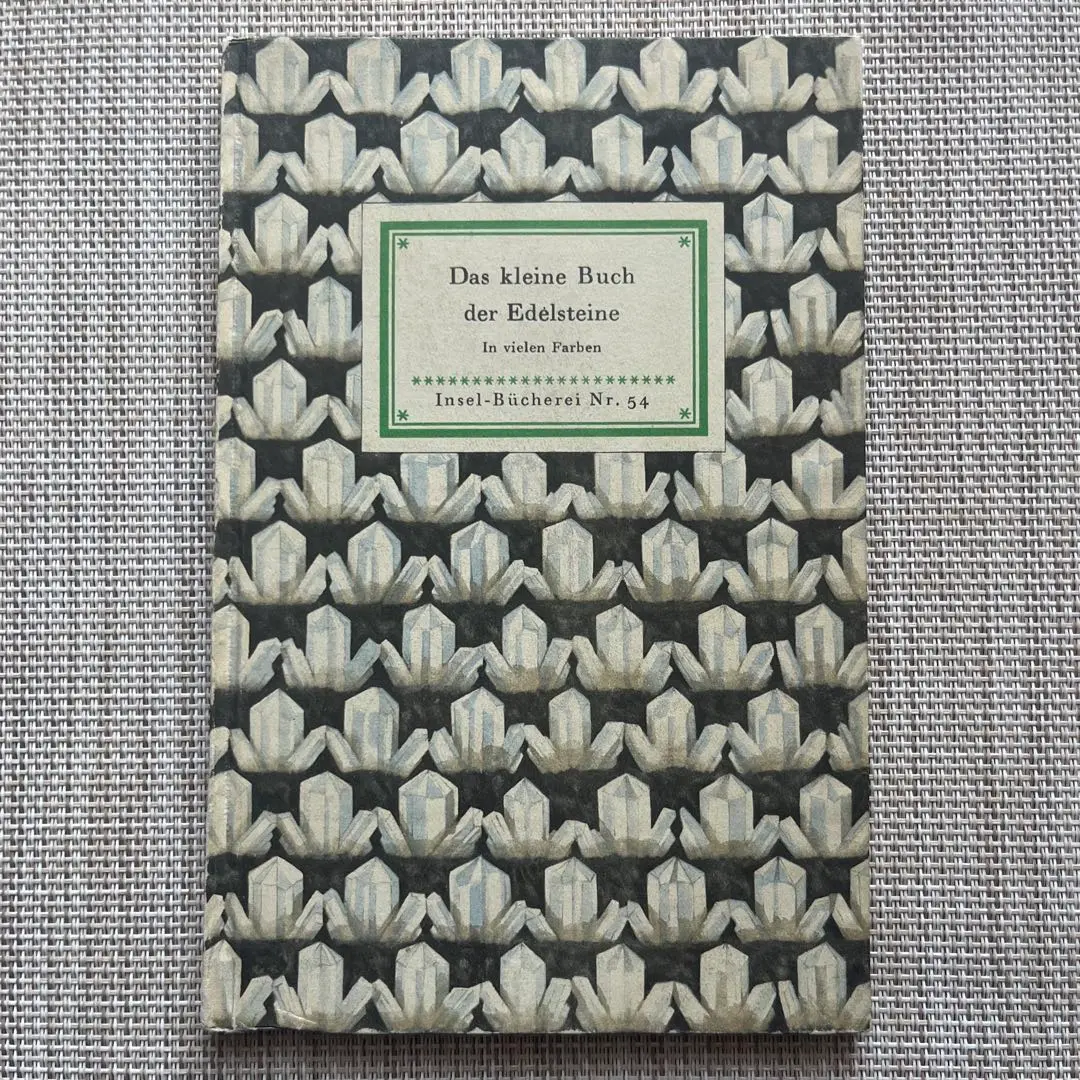 Das kleine Buch
der Edelsteine
In vielen Farben
*********************
Insel-Bücherei Nr. 54